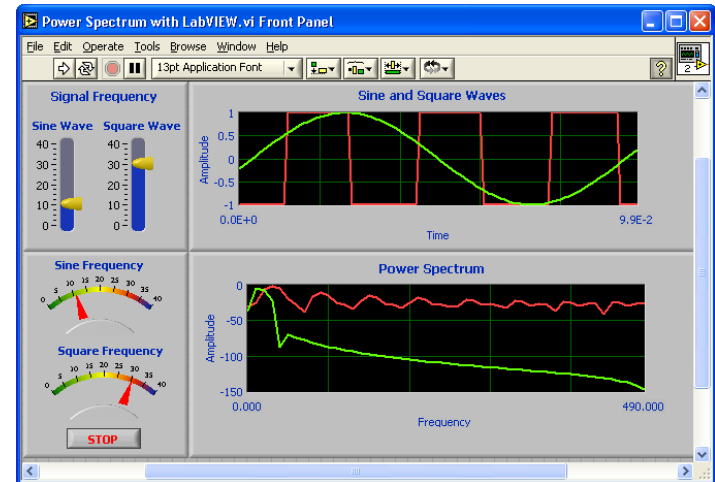 Power Spectrum with LabVIEW.vi Front Panel
File Edit Operate Tools Browse Window Help
13pt Application Font
? 2
Signal Frequency
Sine Wave Square Wave
40 40
30 30
20 20
10 10
0 0
Sine and Square Waves
Amplitude
1
0.5
0
-0.5
-1
0.0E+0 9.9E-2
Time
Sine Frequency
0 5 10 15 20 25 30 35 40
Square Frequency
0 5 10 15 20 25 30 35 40
STOP
Power Spectrum
Amplitude
0
-50
-100
-150
0.000 490.000
Frequency